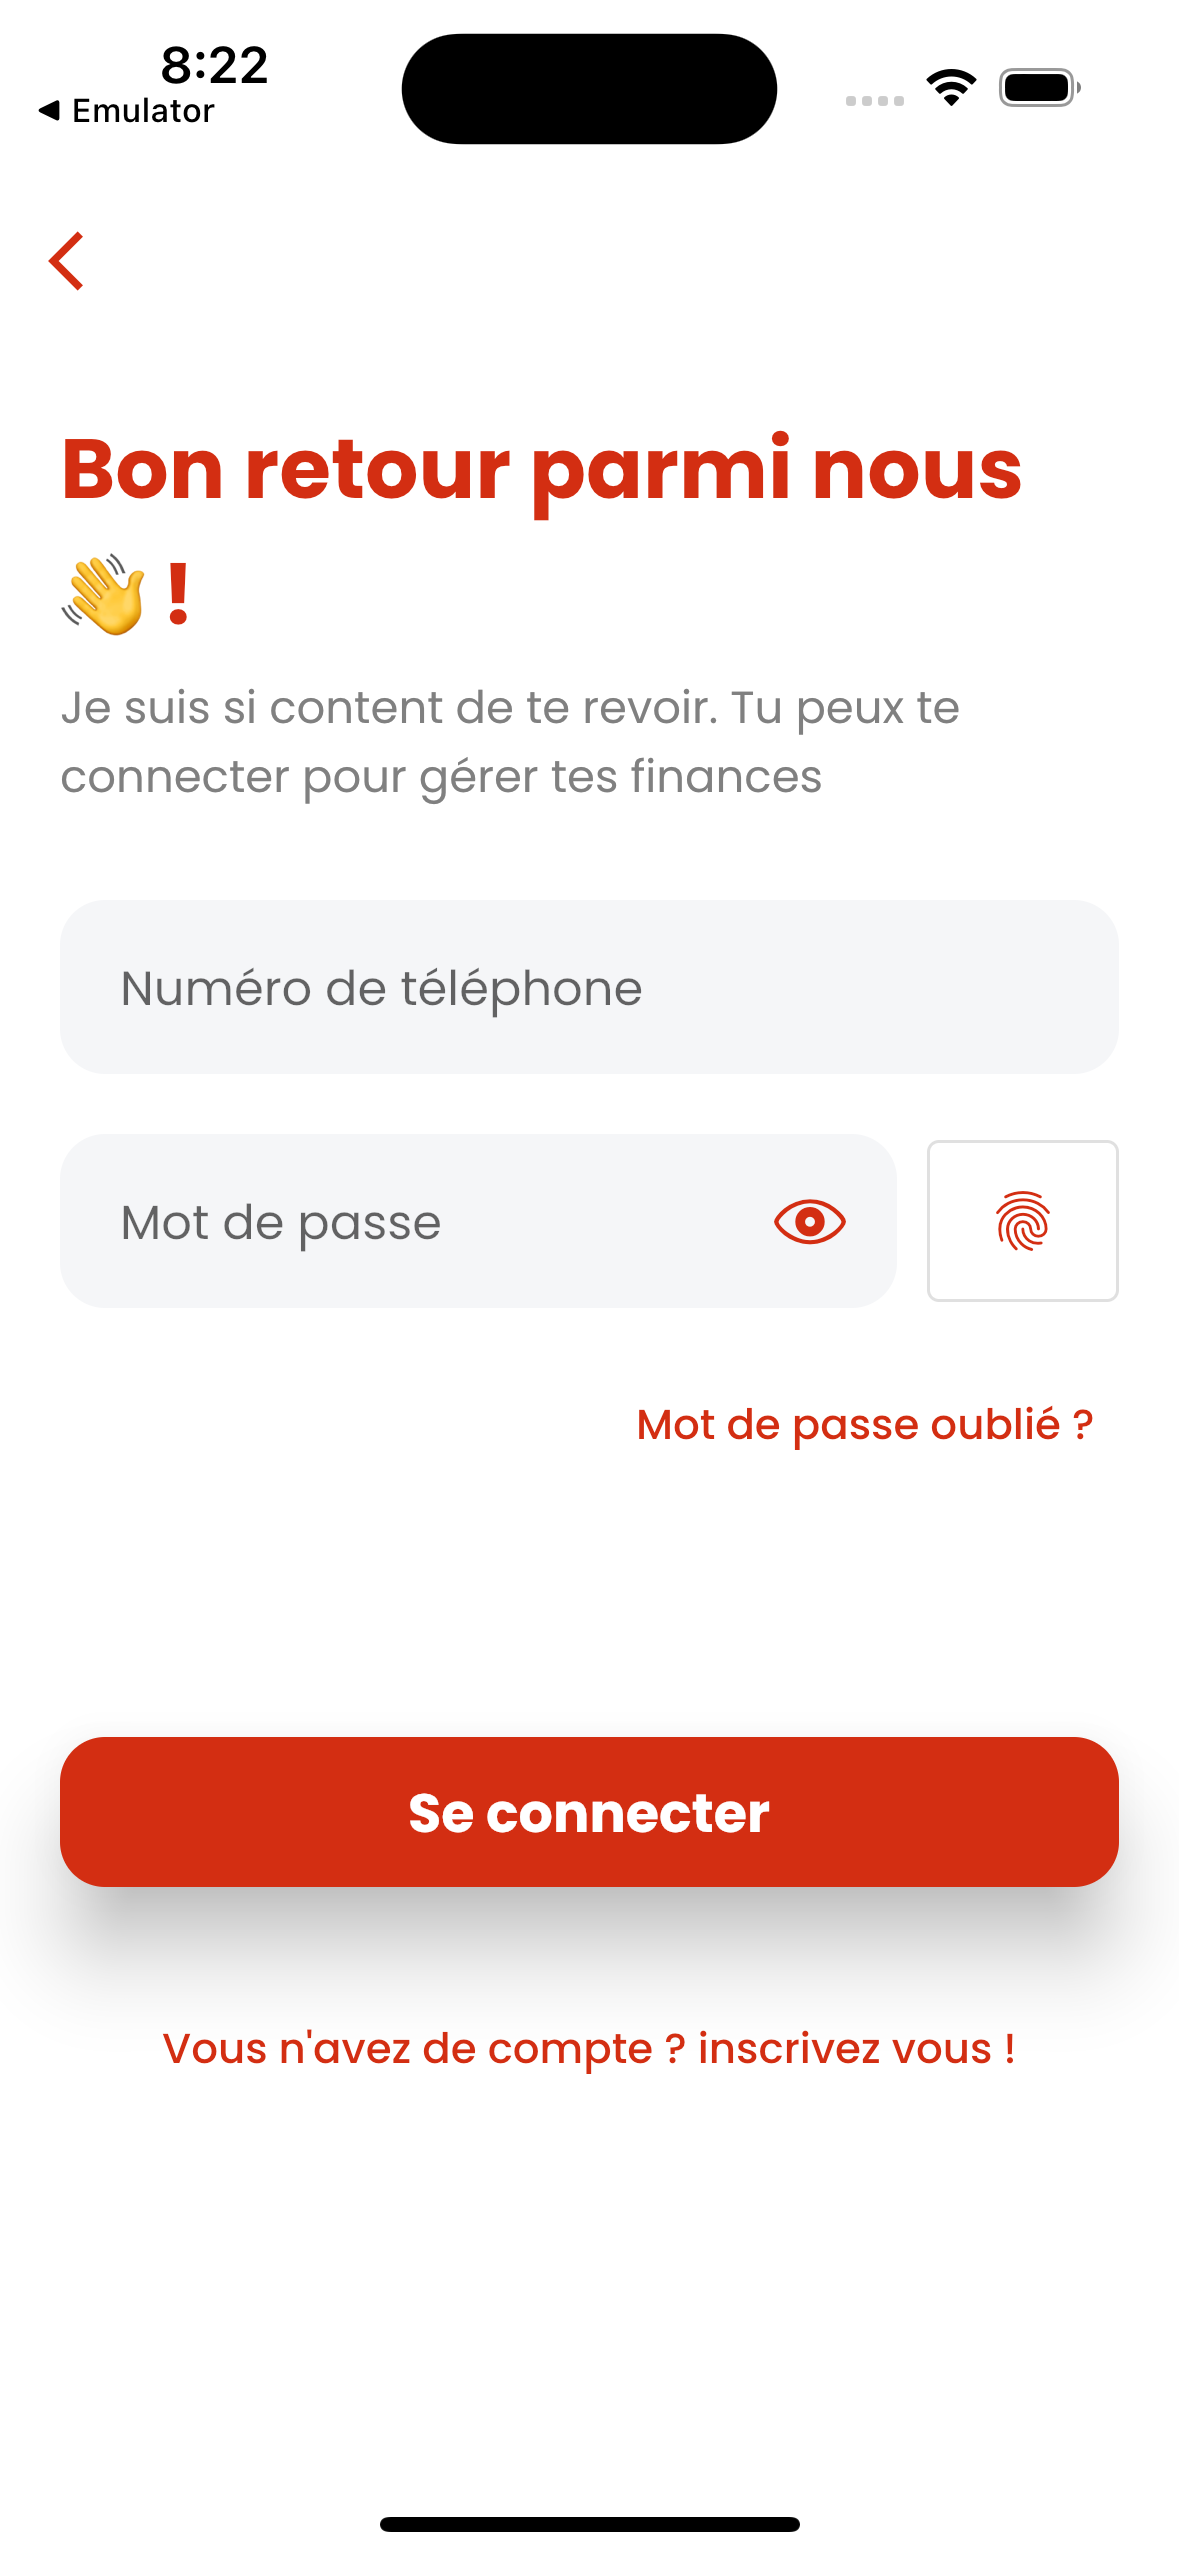 8:22
◀ Emulator
Bon retour parmi nous
👋 !
Je suis si content de te revoir. Tu peux te
connecter pour gérer tes finances
Numéro de téléphone
Mot de passe
Mot de passe oublié ?
Se connecter
Vous n'avez de compte ? inscrivez vous !